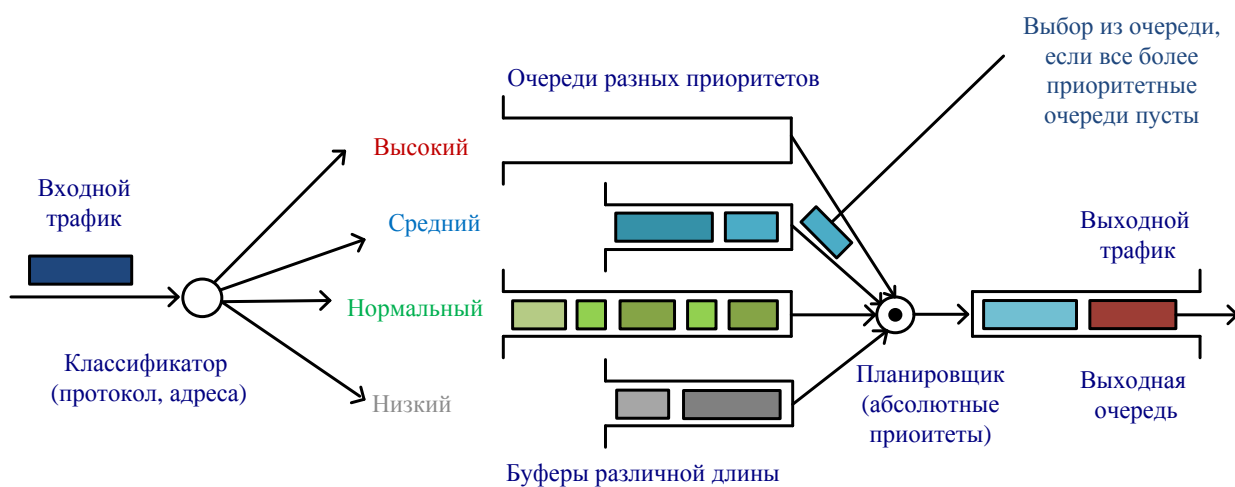 Выбор из очереди,
если все более
приоритетные
очереди пусты
Очереди разных приоритетов
Высокий
Входной
трафик
Средний
Выходной
трафик
Нормальный
Классификатор
(протокол, адреса)
Низкий
Планировщик
(абсолютные
приоитеты)
Выходная
очередь
Буферы различной длины